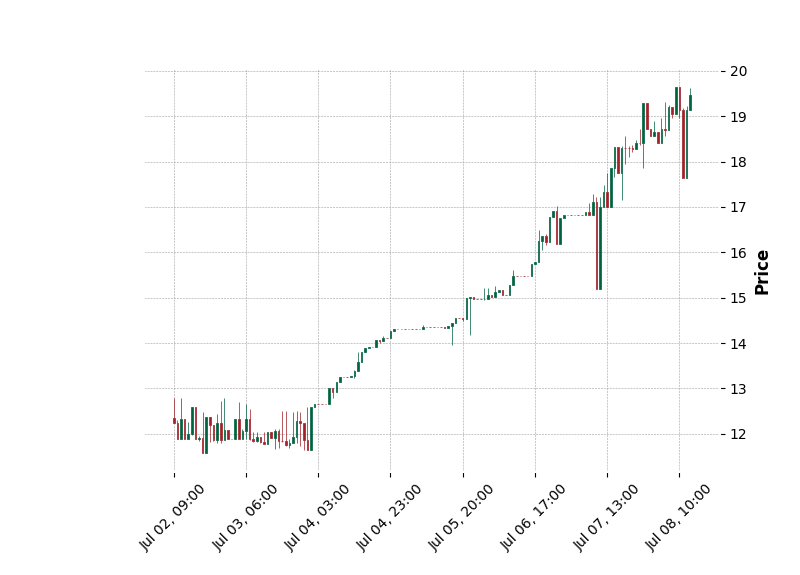 20
19
18
17
16
15
14
13
12
Price
Jul 02, 09:00
Jul 03, 06:00
Jul 04, 03:00
Jul 04, 23:00
Jul 05, 20:00
Jul 06, 17:00
Jul 07, 13:00
Jul 08, 10:00